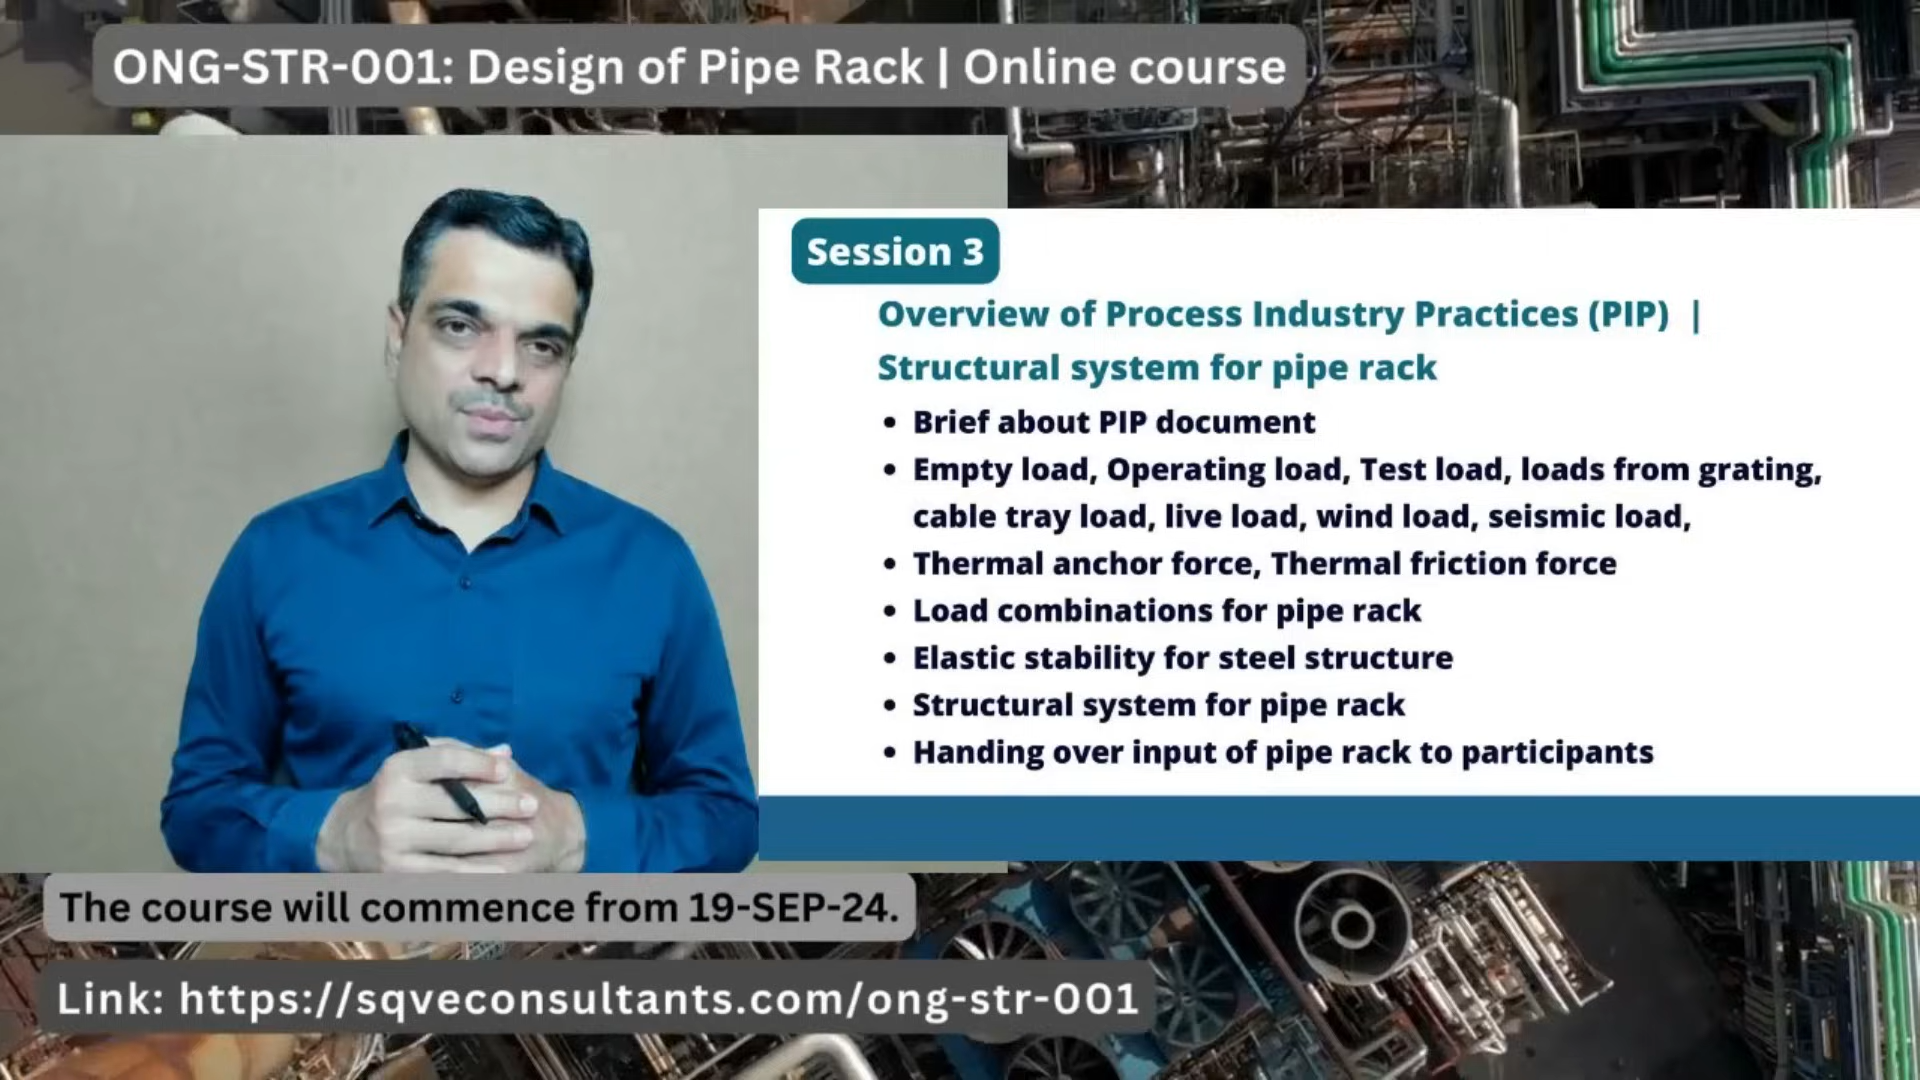 ONG-STR-001: Design of Pipe Rack | Online course
Session 3
Overview of Process Industry Practices (PIP) |
Structural system for pipe rack
• Brief about PIP document
• Empty load, Operating load, Test load, loads from grating,
cable tray load, live load, wind load, seismic load,
• Thermal anchor force, Thermal friction force
• Load combinations for pipe rack
• Elastic stability for steel structure
• Structural system for pipe rack
• Handing over input of pipe rack to participants
The course will commence from 19-SEP-24.
Link: https://sqveconsultants.com/ong-str-001